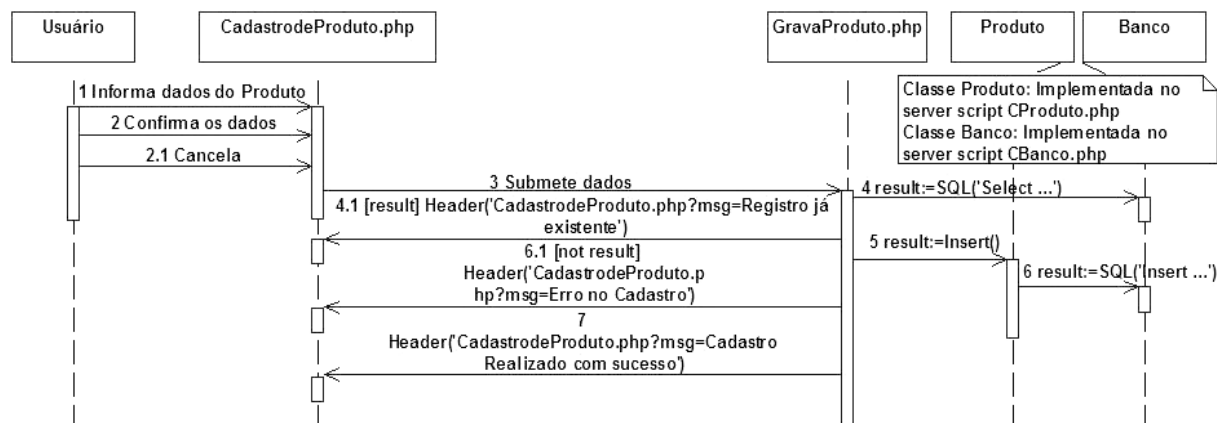 Usuário
CadastrodeProduto.php
GravaProduto.php
Produto
Banco
Classe Produto: Implementada no
server script CProduto.php
Classe Banco: Implementada no
server script CBanco.php
1 Informa dados do Produto
2 Confirma os dados
2.1 Cancela
3 Submete dados
4 result:=SQL('Select ...')
4.1 [result] Header('CadastrodeProduto.php?msg=Registro já
existente')
5 result:=Insert()
6 result:=SQL('Insert ...')
6.1 [not result]
Header('CadastrodeProduto.p
hp?msg=Erro no Cadastro')
7
Header('CadastrodeProduto.php?msg=Cadastro
Realizado com sucesso')